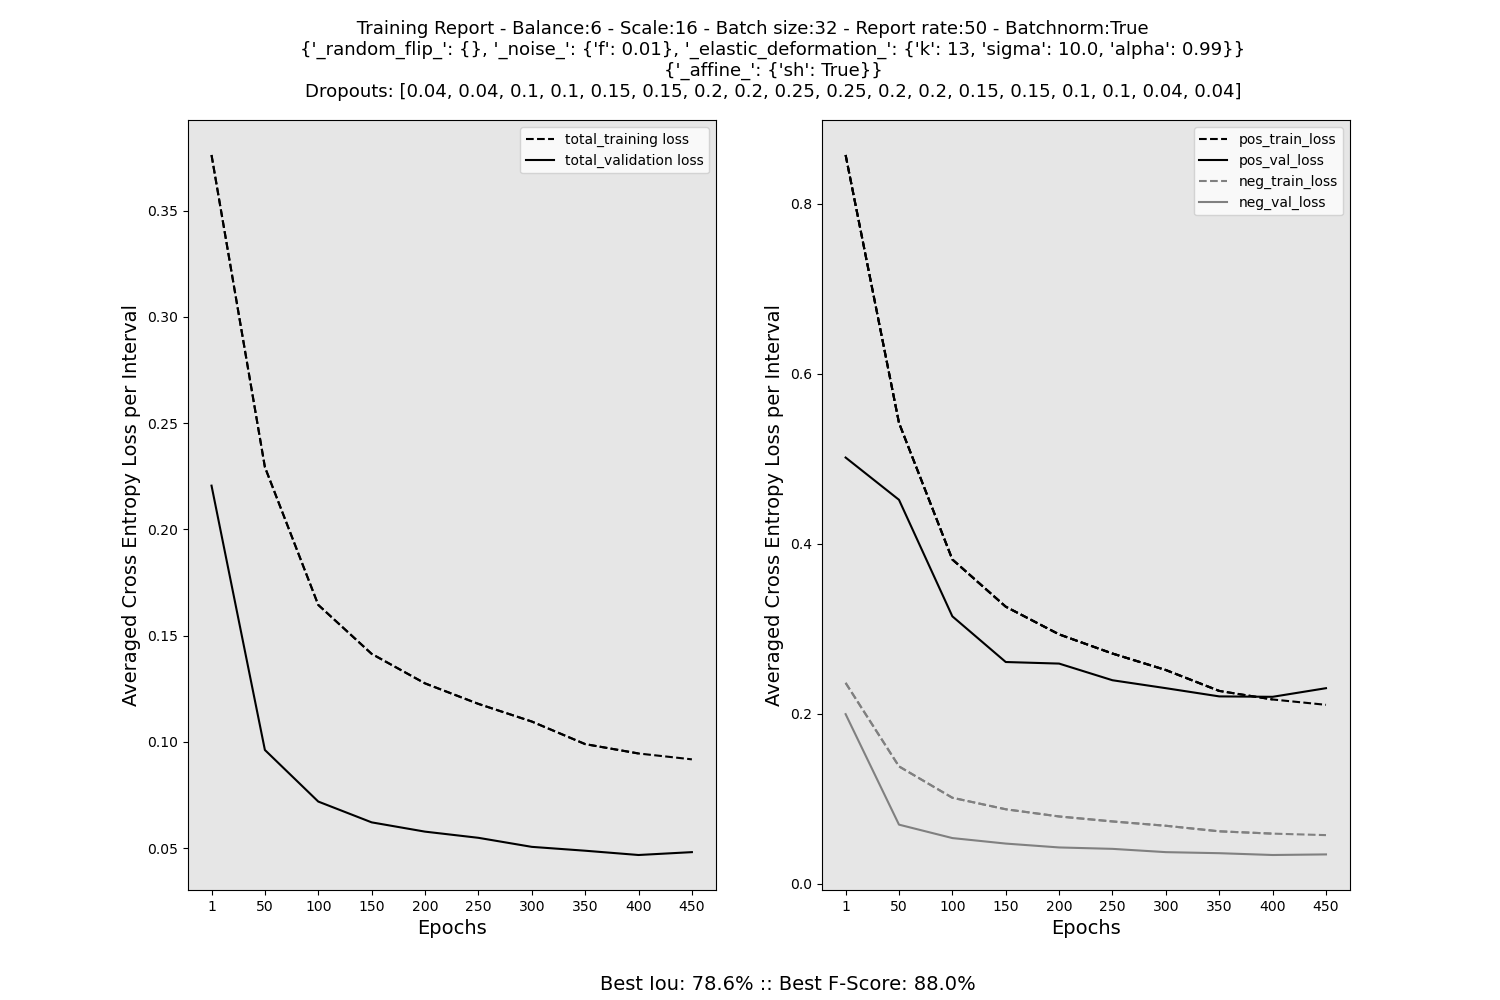 Training Report - Balance:6 - Scale:16 - Batch size:32 - Report rate:50 - Batchnorm:True
{'_random_flip_': {}, '_noise_': {'f': 0.01}, '_elastic_deformation_': {'k': 13, 'sigma': 10.0, 'alpha': 0.99}}
{'_affine_': {'sh': True}}
Dropouts: [0.04, 0.04, 0.1, 0.1, 0.15, 0.15, 0.2, 0.2, 0.25, 0.25, 0.2, 0.2, 0.15, 0.15, 0.1, 0.1, 0.04, 0.04]
total_training loss
total_validation loss
Averaged Cross Entropy Loss per Interval
0.35
0.30
0.25
0.20
0.15
0.10
0.05
1 50 100 150 200 250 300 350 400 450
Epochs
pos_train_loss
pos_val_loss
neg_train_loss
neg_val_loss
Averaged Cross Entropy Loss per Interval
0.8
0.6
0.4
0.2
0.0
1 50 100 150 200 250 300 350 400 450
Epochs
Best Iou: 78.6% :: Best F-Score: 88.0%